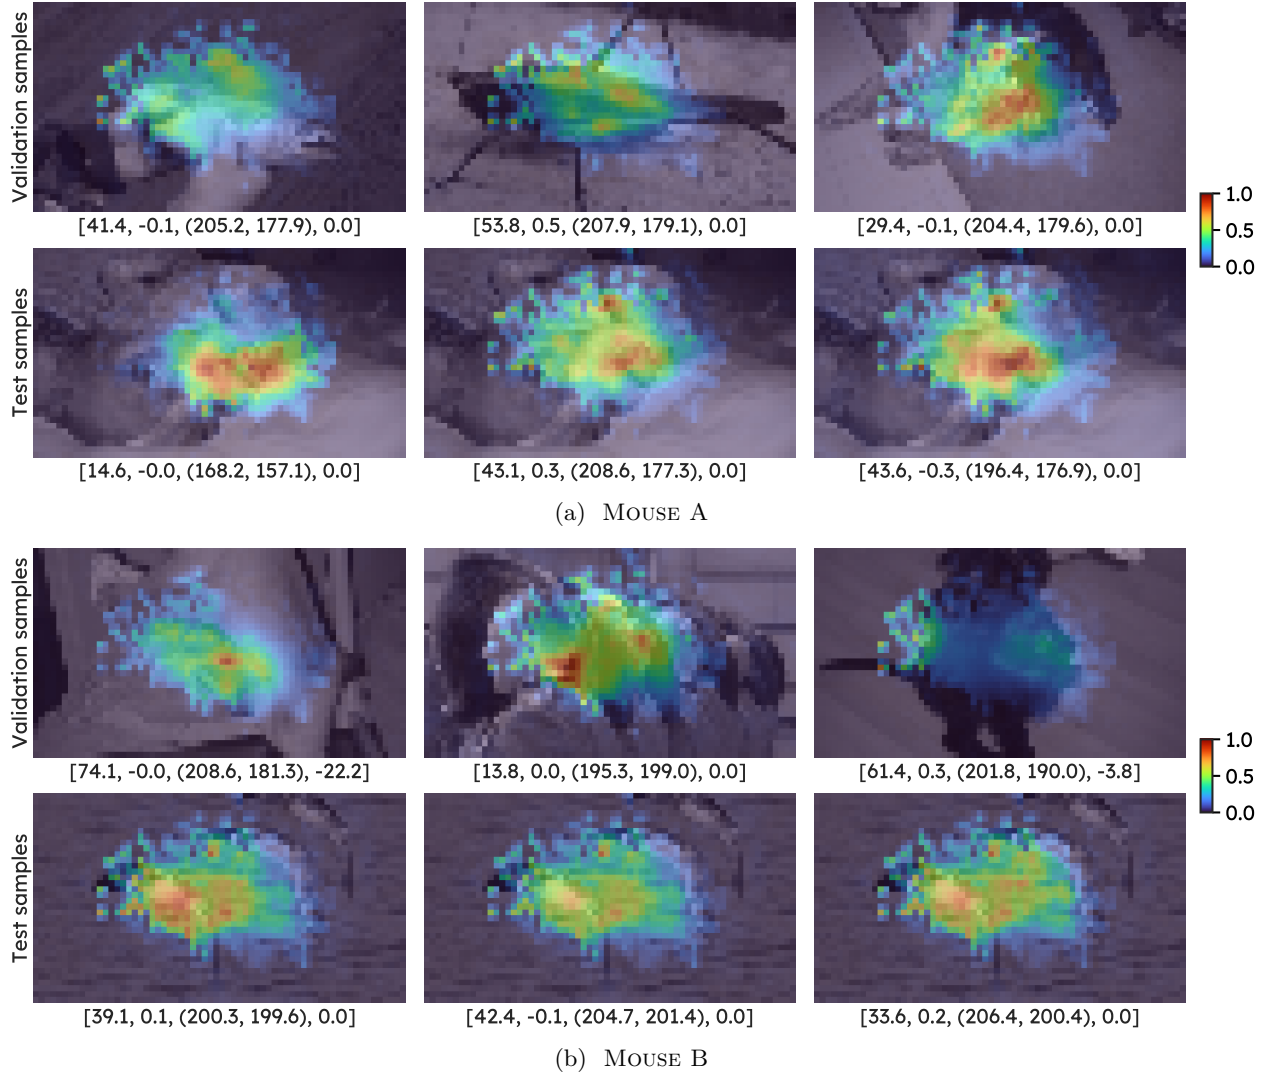 Validation samples
[41.4, -0.1, (205.2, 177.9), 0.0]
[53.8, 0.5, (207.9, 179.1), 0.0]
[29.4, -0.1, (204.4, 179.6), 0.0]
1.0
0.5
0.0
Test samples
[14.6, -0.0, (168.2, 157.1), 0.0]
[43.1, 0.3, (208.6, 177.3), 0.0]
[43.6, -0.3, (196.4, 176.9), 0.0]
(a) MOUSE A
Validation samples
[74.1, -0.0, (208.6, 181.3), -22.2]
[13.8, 0.0, (195.3, 199.0), 0.0]
[61.4, 0.3, (201.8, 190.0), -3.8]
1.0
0.5
0.0
Test samples
[39.1, 0.1, (200.3, 199.6), 0.0]
[42.4, -0.1, (204.7, 201.4), 0.0]
[33.6, 0.2, (206.4, 200.4), 0.0]
(b) MOUSE B